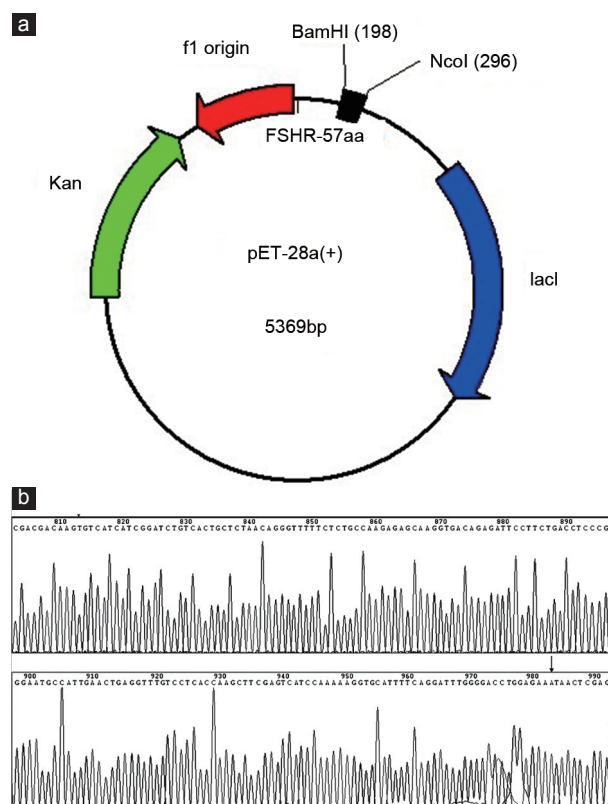 a
f1 origin
BamHI (198)
NcoI (296)
FSHR-57aa
Kan
pET-28a(+)
lacI
5369bp
b
810 820 830 840 850 860 870 880 890
CGACGACAAGTGTCATCATCGGATCTGTCACTGCTCTAACAGGGTTTTTCTCTGCCAAGAGAGCAAGGTGACAGAGATTCCTTCTGACCTCCCG
900 910 920 930 940 950 960 970 980 990
GGAATGCCATTGAACTGAGGTTTGTCCTCACCAAGCTTCGAGTCATCCAAAAAGGTGCATTTTCAGGATTTGGGGACCTGGAGAAATAACTCGAG